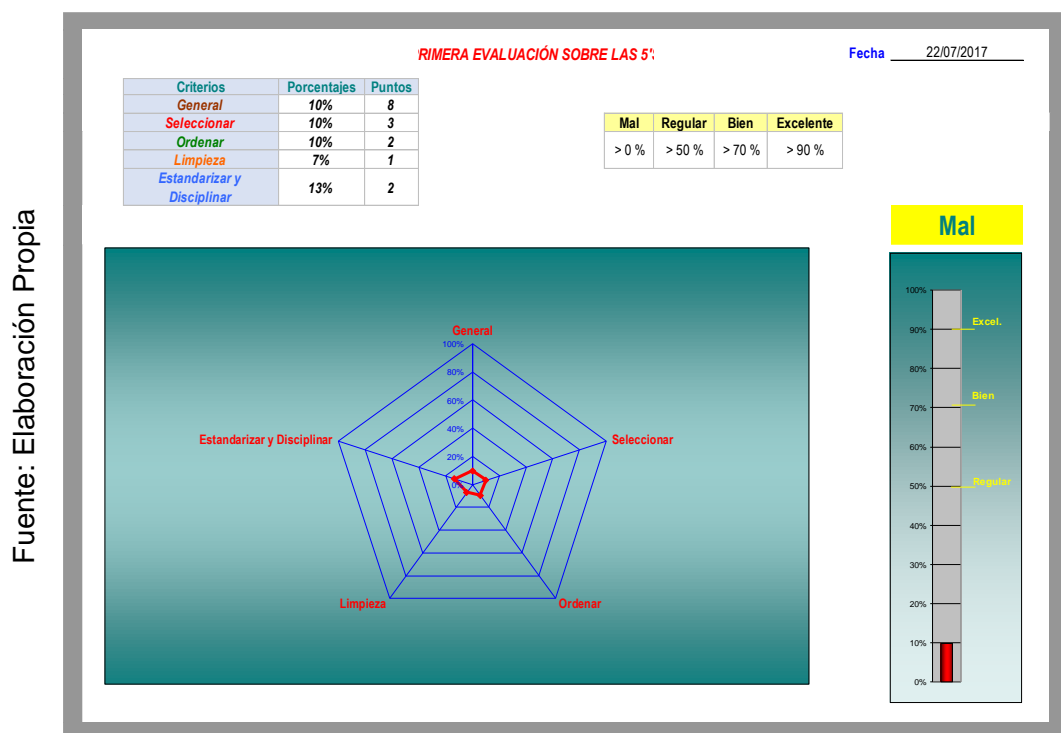 Fuente: Elaboración Propia
RIMERA EVALUACIÓN SOBRE LAS 5'
Fecha 22/07/2017
Criterios Porcentajes Puntos
General 10% 8
Seleccionar 10% 3
Ordenar 10% 2
Limpieza 7% 1
Estandarizar y
Disciplinar 13% 2
Mal Regular Bien Excelente
> 0 % > 50 % > 70 % > 90 %
Mal
General
100%
80%
60%
40%
20%
0%
Estandarizar y Disciplinar
Seleccionar
Limpieza
Ordenar
100%
Excel.
90%
80%
Bien
70%
60%
Regular
50%
40%
30%
20%
10%
0%